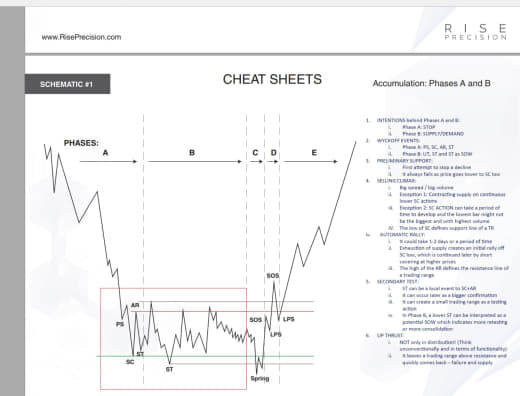 www.RisePrecision.com
RISE
PRECISION
SCHEMATIC #1
CHEAT SHEETS
Accumulation: Phases A and B
PHASES:
A
B
C
D
E
SOS
AR
PS
SOS
LPS
LPS
ST
SC
ST
Spring
1. INTENTIONS behind Phases A and B:
i. Phase A: STOP
ii. Phase B: SUPPLY/DEMAND
2. WYCKOFF EVENTS:
i. Phase A: PS, SC, AR, ST
ii. Phase B: UT, ST and ST as SOW
3. PRELIMINARY SUPPORT:
i. First attempt to stop a decline
ii. It always fails as price goes lower to SC low
4. SELLING CLIMAX:
i. Big spread / big volume
ii. Exception 1: Contracting supply on continuous
lower SC actions
iii. Exception 2: SC ACTION can take a period of
time to develop and the lowest bar might not
be the biggest and with highest volume
iv. The low of SC defines support line of a TR
AUTOMATIC RALLY:
i. It could take 1-2 days or a period of time
ii. Exhaustion of supply creates an initial rally off
SC low, which is continued later by short
covering at higher prices
iii. The high of the AR defines the resistance line of
a trading range
5. SECONDARY TEST:
i. ST can be a local event to SC+AR
ii. It can occur later as a bigger confirmation
iii. It can create a small trading range as a testing
action
iv. In Phase B, a lower ST can be interpreted as a
potential SOW which indicates more retesting
or more consolidation
6. UP THRUST:
i. NOT only in distribution! (Think
unconventionally and in terms of functionality)
ii. It leaves a trading range above resistance and
quickly comes back – failure and supply